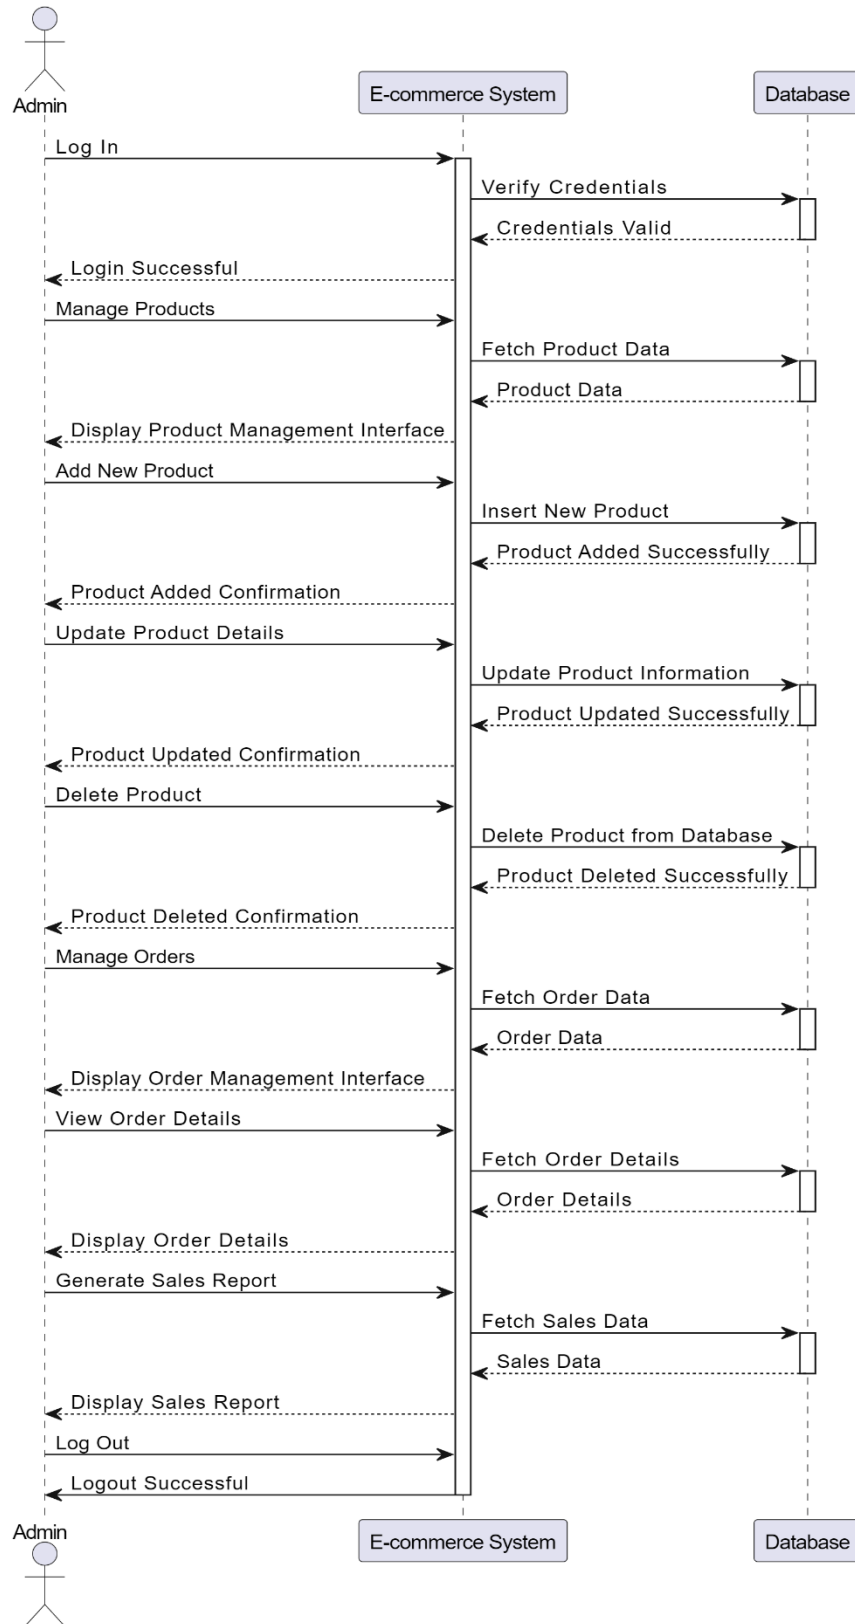 Admin
E-commerce System
Database
Log In
Verify Credentials
Credentials Valid
Login Successful
Manage Products
Fetch Product Data
Product Data
Display Product Management Interface
Add New Product
Insert New Product
Product Added Successfully
Product Added Confirmation
Update Product Details
Update Product Information
Product Updated Successfully
Product Updated Confirmation
Delete Product
Delete Product from Database
Product Deleted Successfully
Product Deleted Confirmation
Manage Orders
Fetch Order Data
Order Data
Display Order Management Interface
View Order Details
Fetch Order Details
Order Details
Display Order Details
Generate Sales Report
Fetch Sales Data
Sales Data
Display Sales Report
Log Out
Logout Successful
Admin
E-commerce System
Database